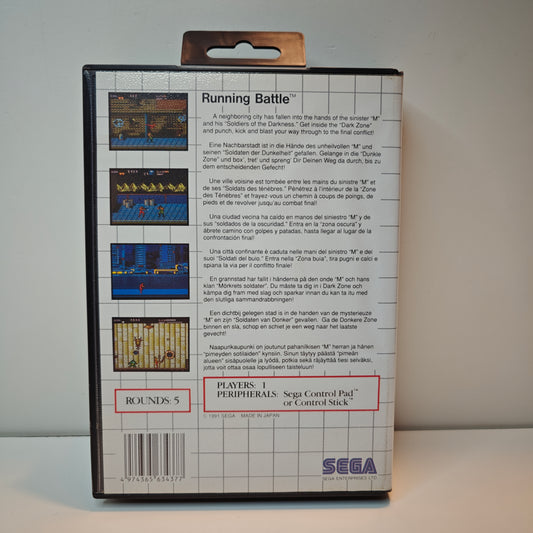 Running Battle™
A neighboring city has fallen into the hands of the sinister "M"
and his "Soldiers of the Darkness." Get inside the "Dark Zone"
and punch, kick and blast your way through to the final conflict!
Eine Nachbarstadt ist in die Hände des unheilvollen "M" und
seinen "Soldaten der Dunkelheit" gefallen. Gelange in die "Dunkle
Zone" und box', tret' und spreng' Dir Deinen Weg da durch, bis zu
dem entscheidenden Gefecht!
Une ville voisine est tombée entre les mains du sinistre "M" et
de ses "Soldats des ténèbres." Pénétrez à l'intérieur de la "Zone
des Ténèbres" et frayez-vous un chemin à coups de poings, de
pieds et de revolver jusqu'au combat final!
Una ciudad vecina ha caído en manos del siniestro "M" y de
sus "soldados de la oscuridad." Entra en la "zona oscura" y
ábrete camino con golpes y patadas, hasta llegar al lugar de la
confrontación final!
Una città confinante è caduta nelle mani del sinistro "M" e dei
suoi "Soldati del buio." Entra nella "Zona buia", tira pugni e calci e
spiana la via per il conflitto finale!
En grannstad har fallit i händerna på den onde "M" och hans
klan "Mörkrets soldater". Du måste ta dig in i Dark Zone och
kämpa dig fram med slag och sparkar innan du kan ta itu med
den slutliga sammandrabbningen!
Een dichtbij gelegen stad is in de handen van de mysterieuze
"M" en zijn "Soldaten van Donker" gevallen. Ga de Donkere Zone
binnen en sla, schop en schiet je een weg naar het laatste
gevecht!
Naapurikaupunki on joutunut pahanilkisen "M" herran ja hänen
"pimeyden sotilaiden" kynsiin. Sinun täytyy päästä "pimeän
alueen" sisäpuolelle ja lyödä, potkia sekä räjäyttää tiesi selväksi,
jotta voit ottaa osaa lopulliseen taisteluun!
ROUNDS: 5
PLAYERS: 1
PERIPHERALS: Sega Control Pad™
or Control Stick™
© 1991 SEGA MADE IN JAPAN
4 974365 634377
SEGA
SEGA ENTERPRISES LTD.